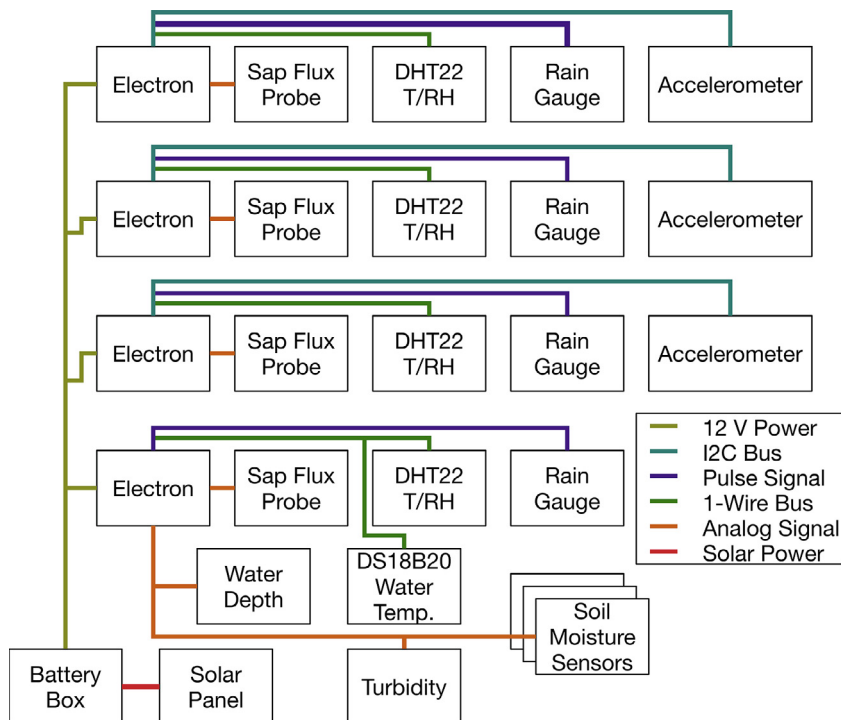 Electron
Sap Flux
Probe
DHT22
T/RH
Rain
Gauge
Accelerometer
Electron
Sap Flux
Probe
DHT22
T/RH
Rain
Gauge
Accelerometer
Electron
Sap Flux
Probe
DHT22
T/RH
Rain
Gauge
Accelerometer
12 V Power
I2C Bus
Pulse Signal
1-Wire Bus
Analog Signal
Solar Power
Electron
Sap Flux
Probe
DHT22
T/RH
Rain
Gauge
Water
Depth
DS18B20
Water
Temp.
Soil
Moisture
Sensors
Battery
Box
Solar
Panel
Turbidity